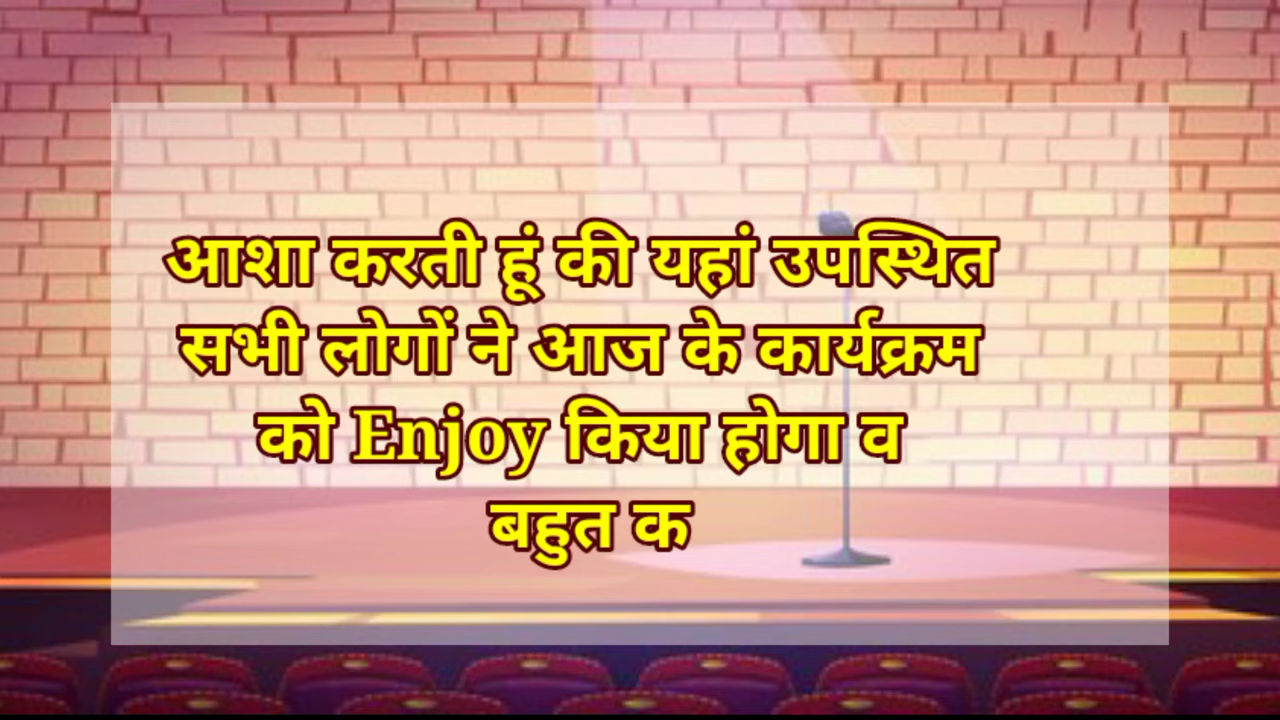 आशा करती हूं की यहां उपस्थित
सभी लोगों ने आज के कार्यक्रम
को Enjoy किया होगा व
बहुत क